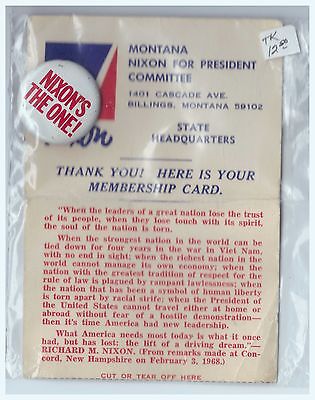 TK
12.00
MONTANA
NIXON FOR PRESIDENT
COMMITTEE
1401 CASCADE AVE.
BILLINGS, MONTANA 59102
NIXON'S
THE ONE!
STATE
HEADQUARTERS
THANK YOU! HERE IS YOUR
MEMBERSHIP CARD.
"When the leaders of a great nation lose the trust
of its people, when they lose touch with its spirit,
the soul of the nation is torn.
When the strongest nation in the world can be
tied down for four years in the war in Viet Nam,
with no end in sight; when the richest nation in the
world cannot manage its own economy; when the
nation with the greatest tradition of respect for the
rule of law is plagued by rampant lawlessness; when
the nation that has been a symbol of human liberty
is torn apart by racial strife; when the President of
the United States cannot travel either at home or
abroad without fear of a hostile demonstration—
then it's time America had new leadership.
What America needs most today is what it once
had, but has lost; the lift of a driving dream."—
RICHARD M. NIXON. (From remarks made at Con-
cord, New Hampshire on February 3, 1968.)
CUT OR TEAR OFF HERE